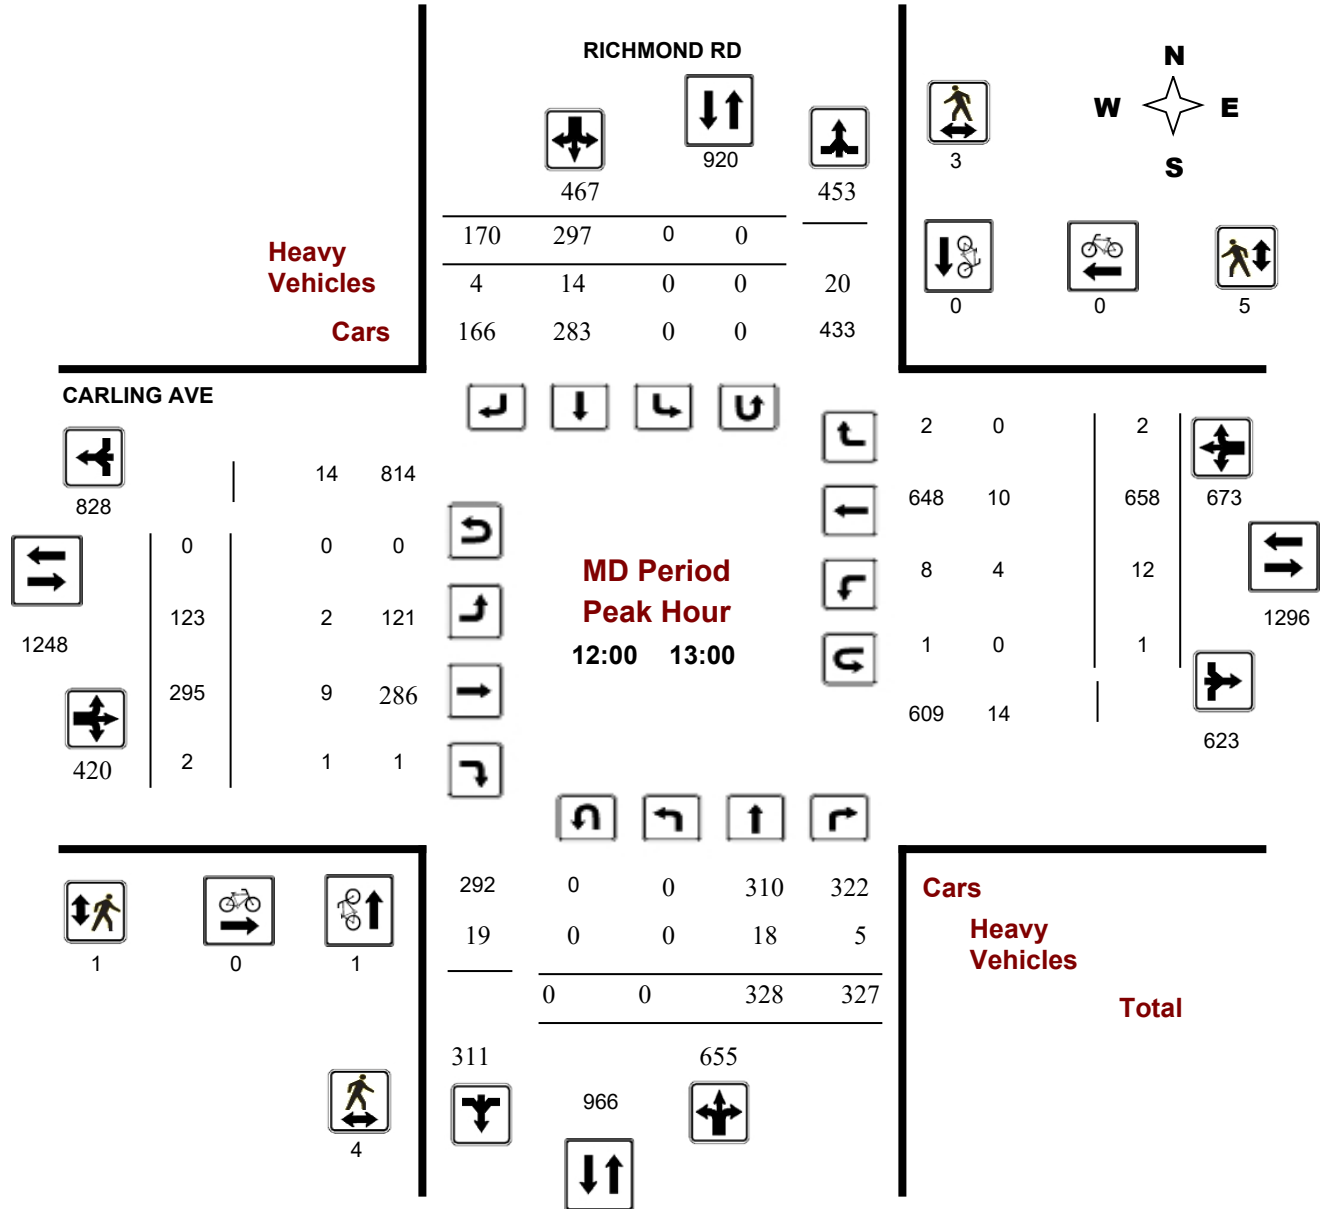 RICHMOND RD
N
W E
S
920
3
467 453
170 297 0 0
Heavy
Vehicles 4 14 0 0 20
0 0 5
Cars 166 283 0 0 433
CARLING AVE
2 0 2
14 814
828
648 10 658 673
0 0 0
MD Period
8 4 12
Peak Hour
123 2 121
1296
1248
12:00 13:00
1 0 1
295 9 286
609 14
623
420 2 1 1
292 0 0 310 322 Cars
19 0 0 18 5 Heavy
Vehicles
1 0 1
0 0 328 327
Total
311 655
966
4